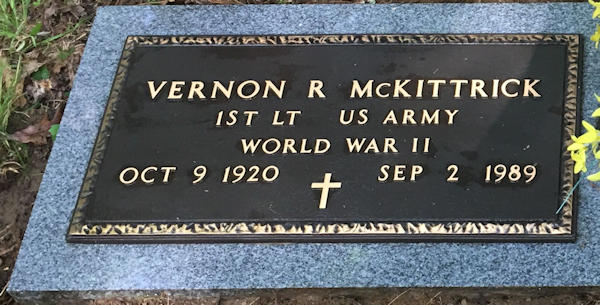 VERNON R McKITTRICK
1ST LT US ARMY
WORLD WAR II
OCT 9 1920 SEP 2 1989